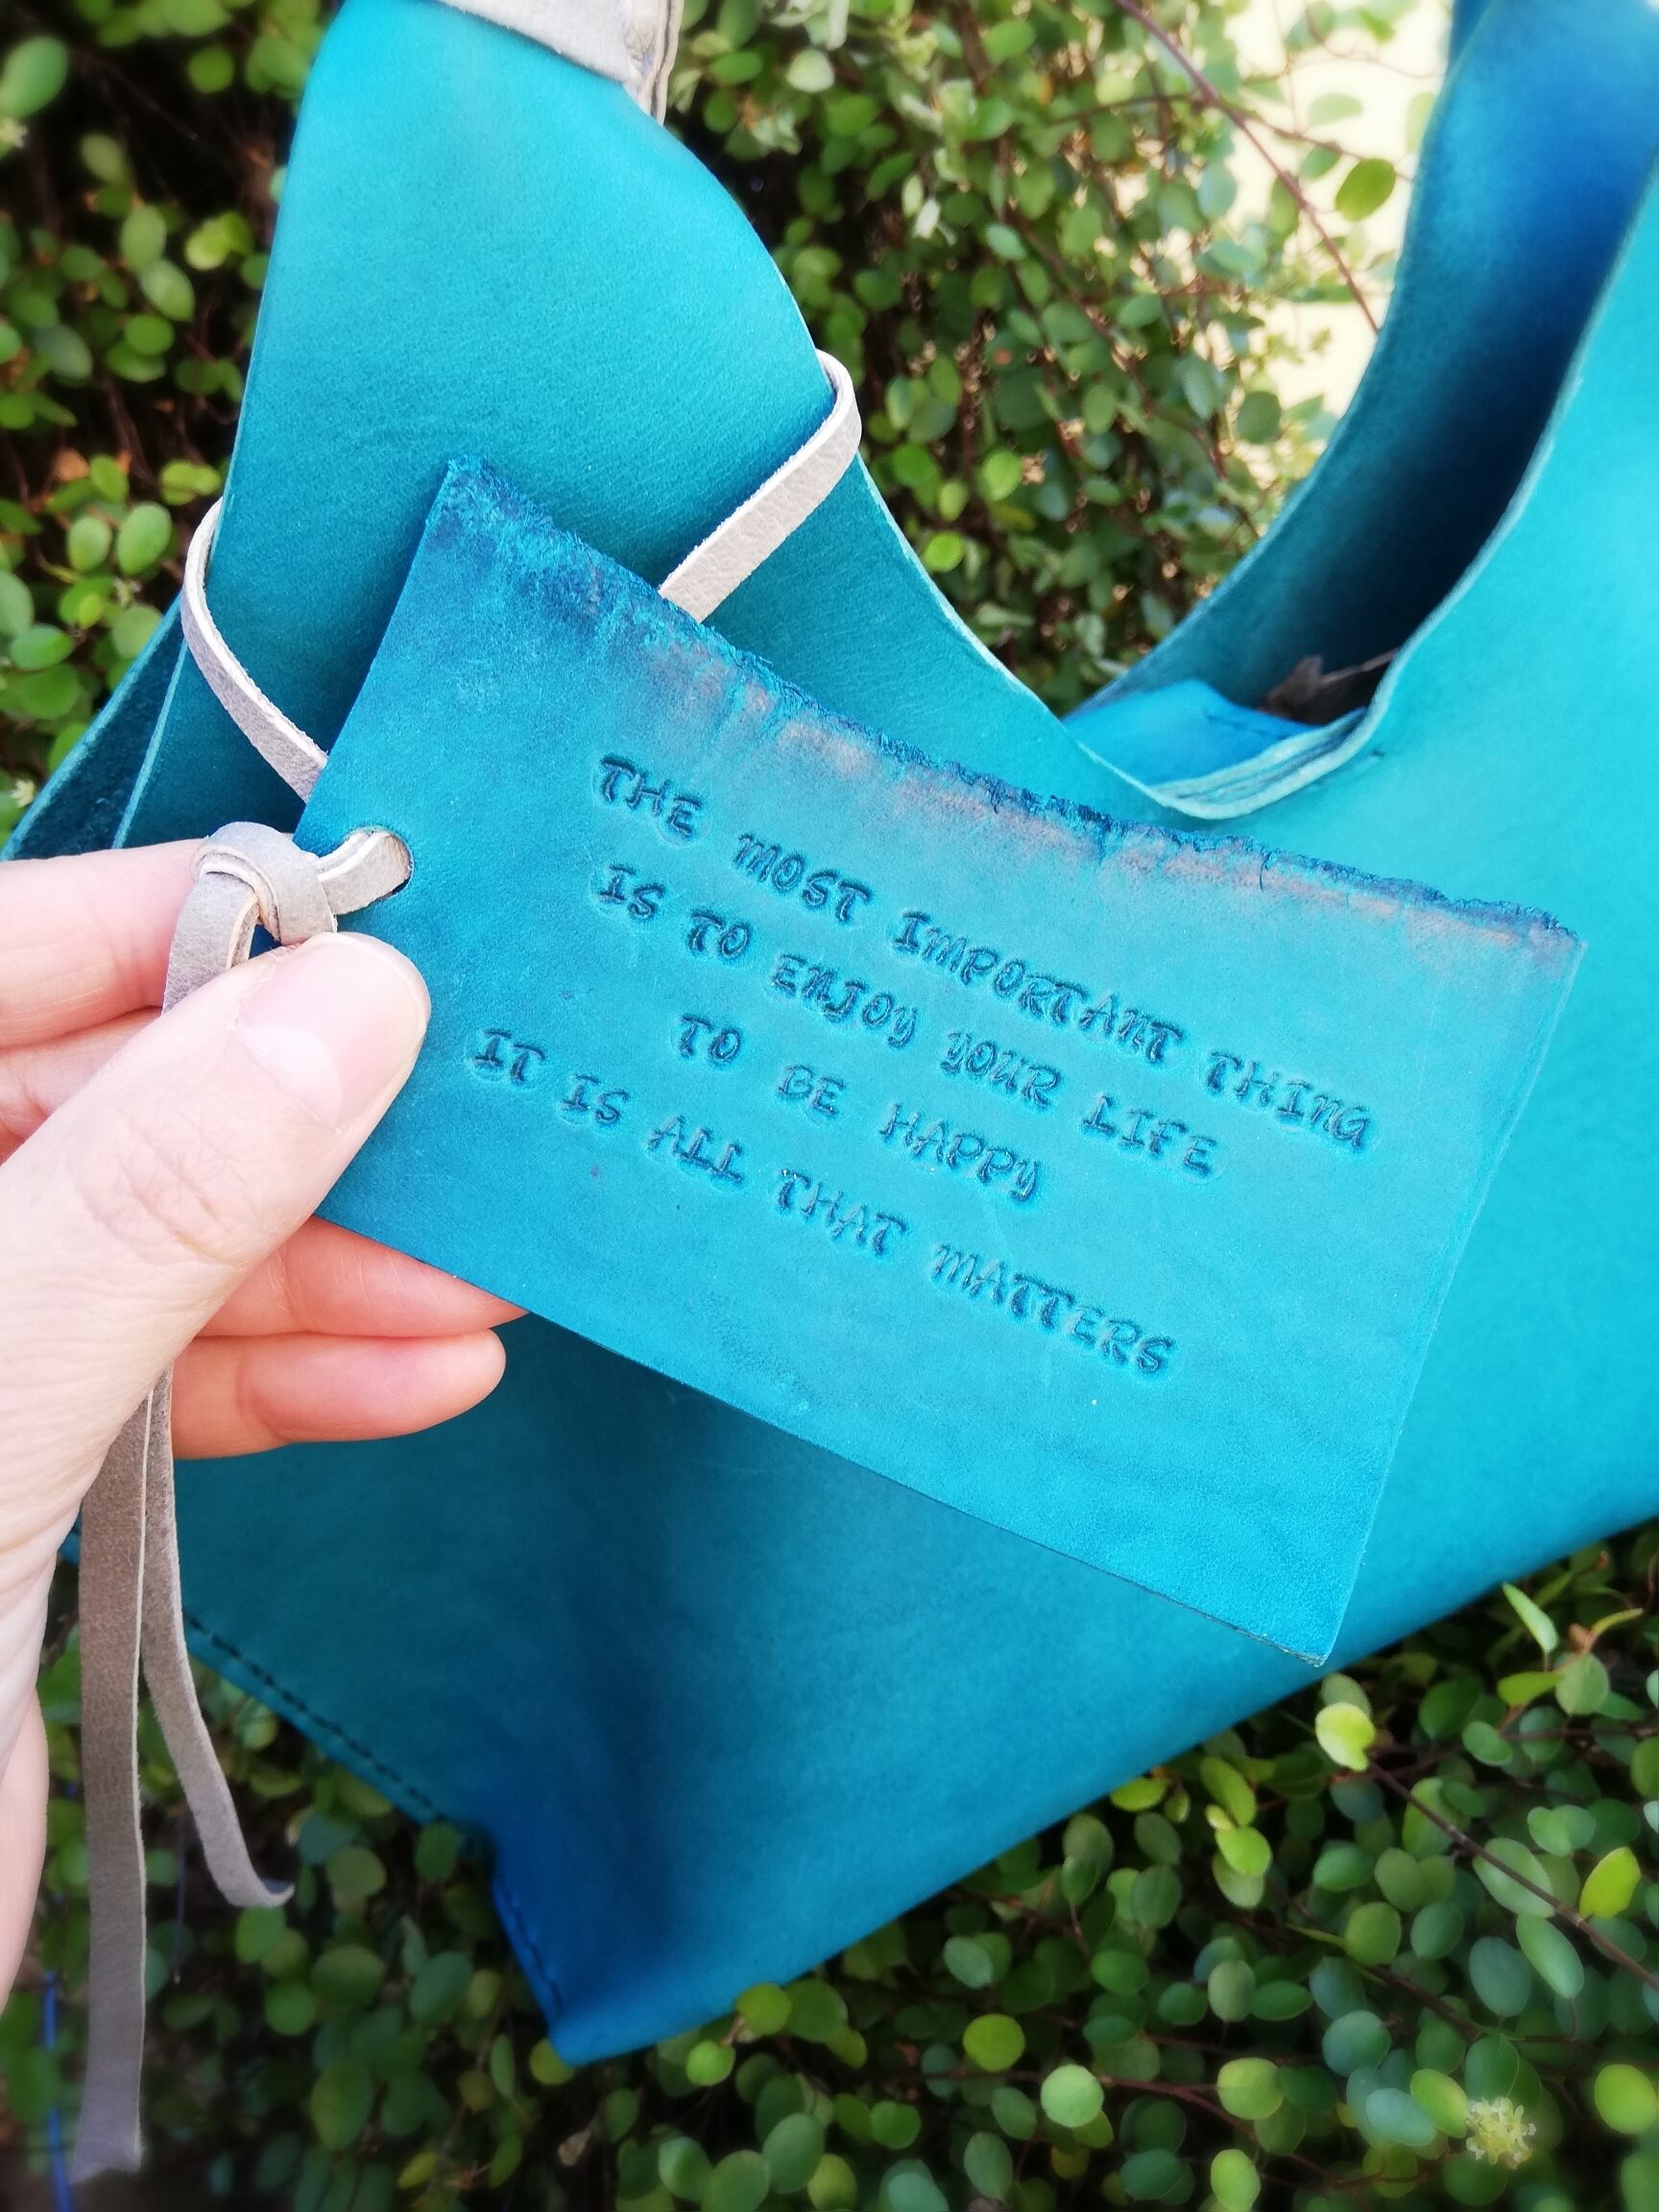 THE MOST IMPORTANT THING
IS TO ENJOY YOUR LIFE
TO BE HAPPY
IT IS ALL THAT MATTERS